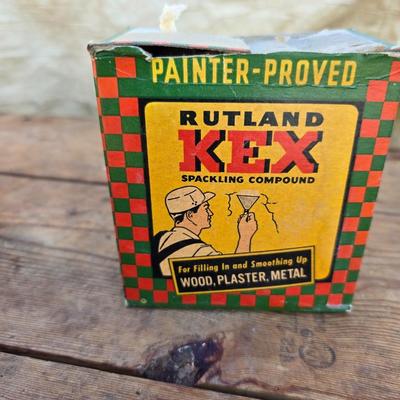 PAINTER-PROVED
RUTLAND
KEX
SPACKLING COMPOUND
For Filling In and Smoothing Up
WOOD, PLASTER, METAL